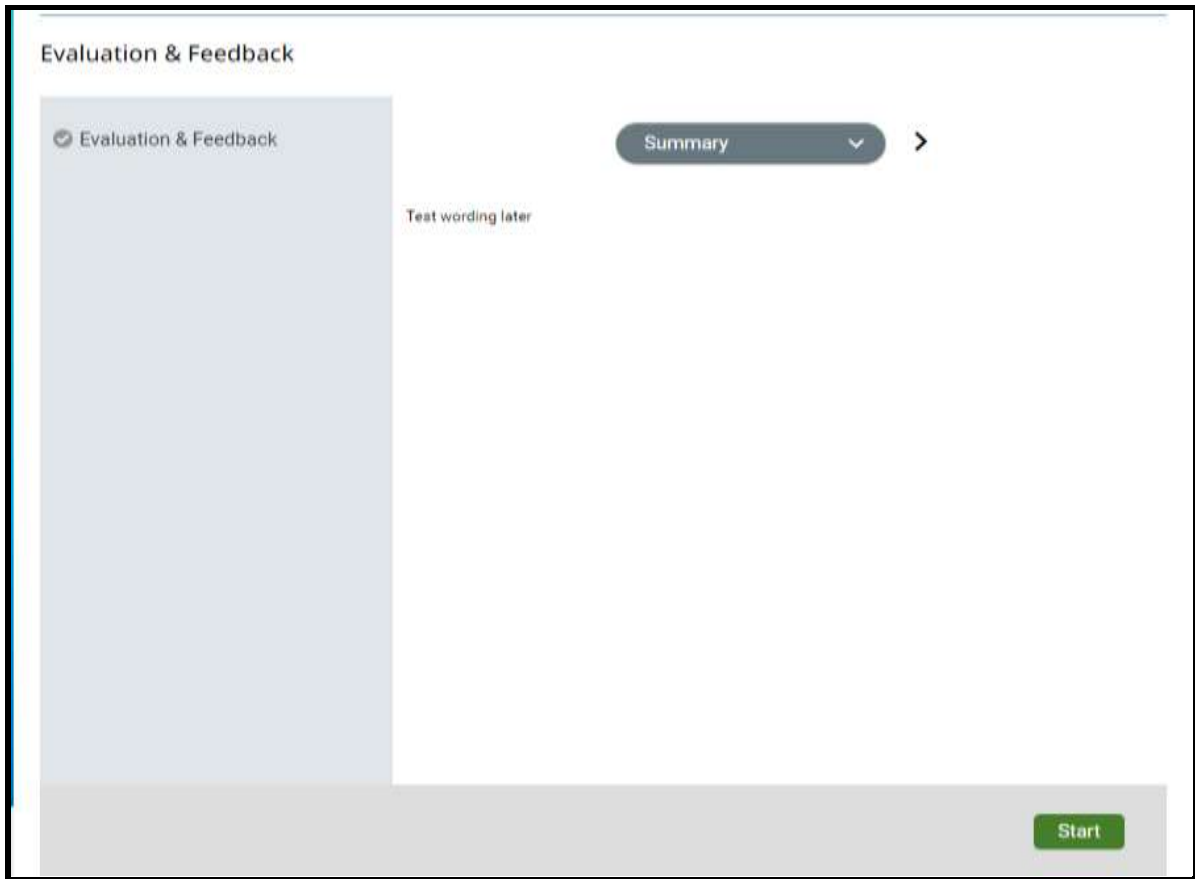 Evaluation & Feedback
Evaluation & Feedback
Summary
Test wording later
Start